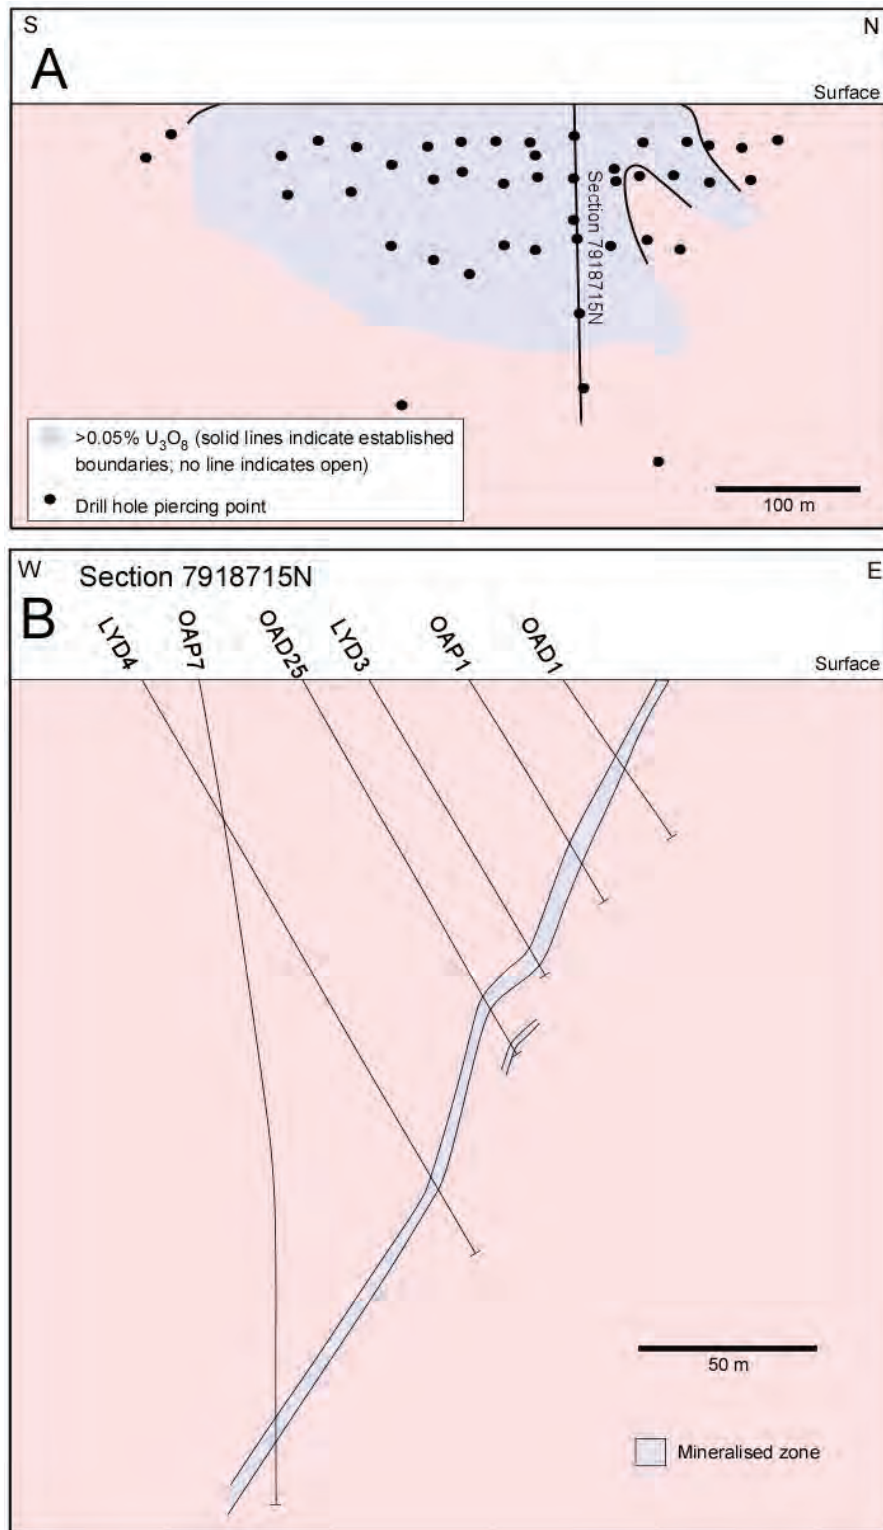 S
N
A
Surface
Section 7918715N
>0.05% U₃O₈ (solid lines indicate established
boundaries; no line indicates open)
Drill hole piercing point
100 m
W
Section 7918715N
E
B
LYD4
OAP7
OAD25
LYD3
OAP1
OAD1
Surface
50 m
Mineralised zone